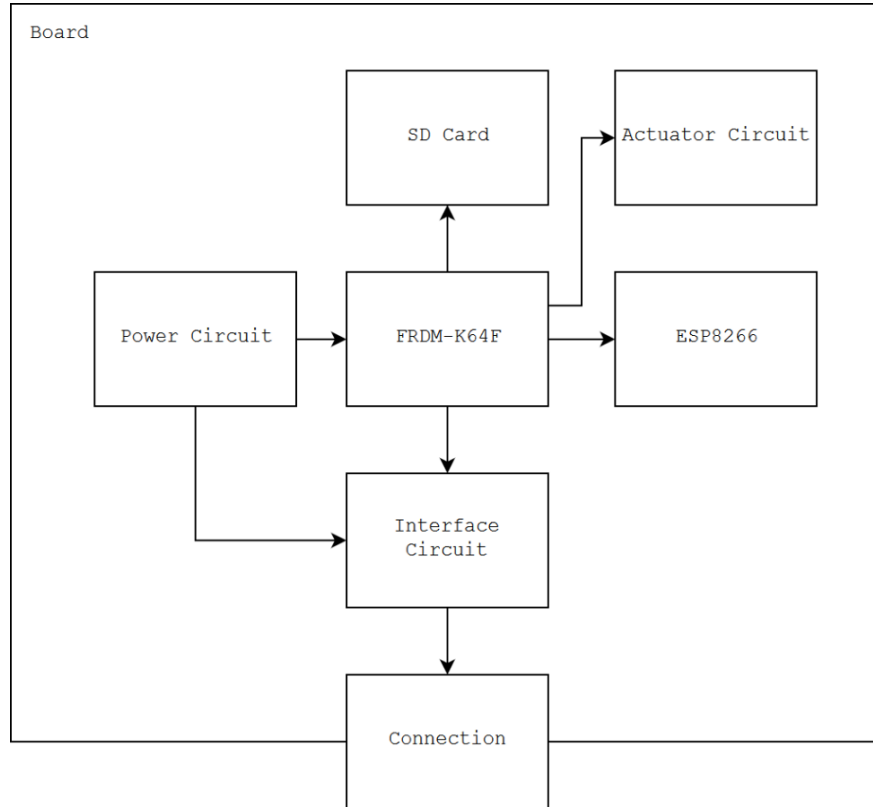 Board
SD Card
Actuator Circuit
Power Circuit
FRDM-K64F
ESP8266
Interface
Circuit
Connection